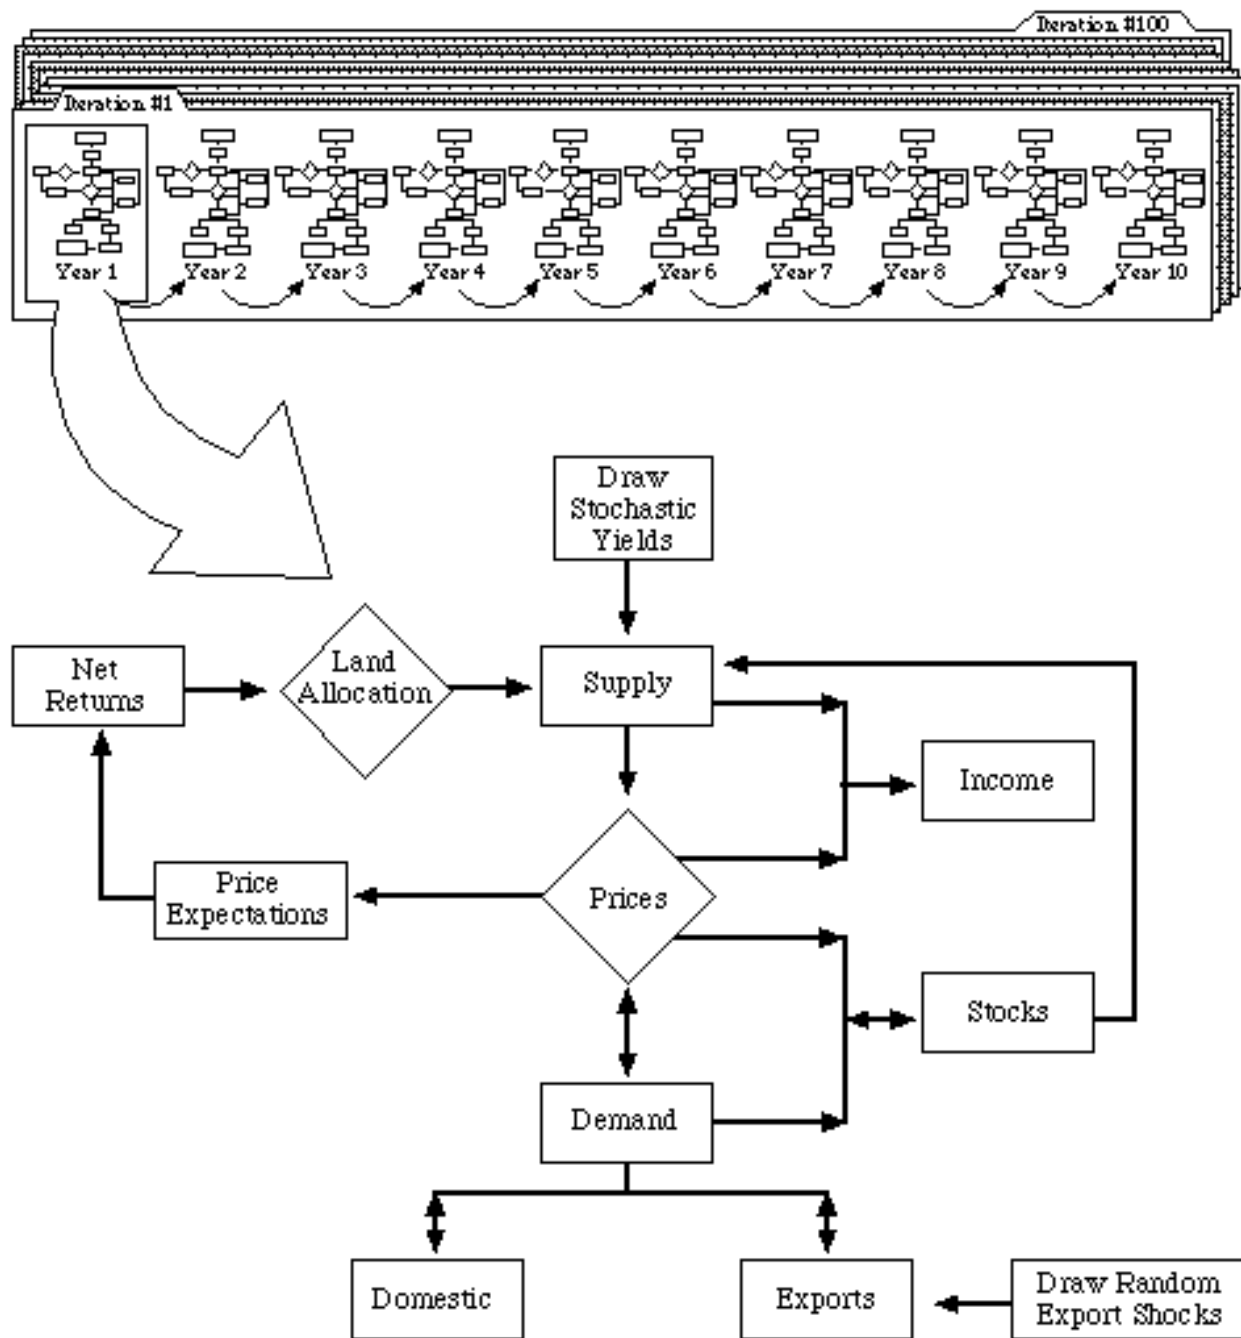 Iteration #100
Iteration #1
Year 1
Year 2
Year 3
Year 4
Year 5
Year 6
Year 7
Year 8
Year 9
Year 10
Draw
Stochastic
Yields
Net
Returns
Land
Allocation
Supply
Income
Price
Expectations
Prices
Stocks
Demand
Domestic
Exports
Draw Random
Export Shocks